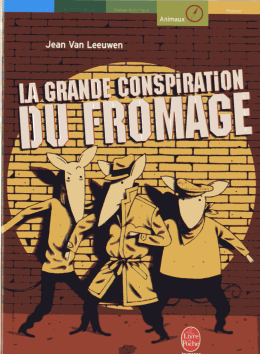 Animaux
Jean Van Leeuwen
LA GRANDE CONSPIRATION
DU FROMAGE
Le Livre
de Poche